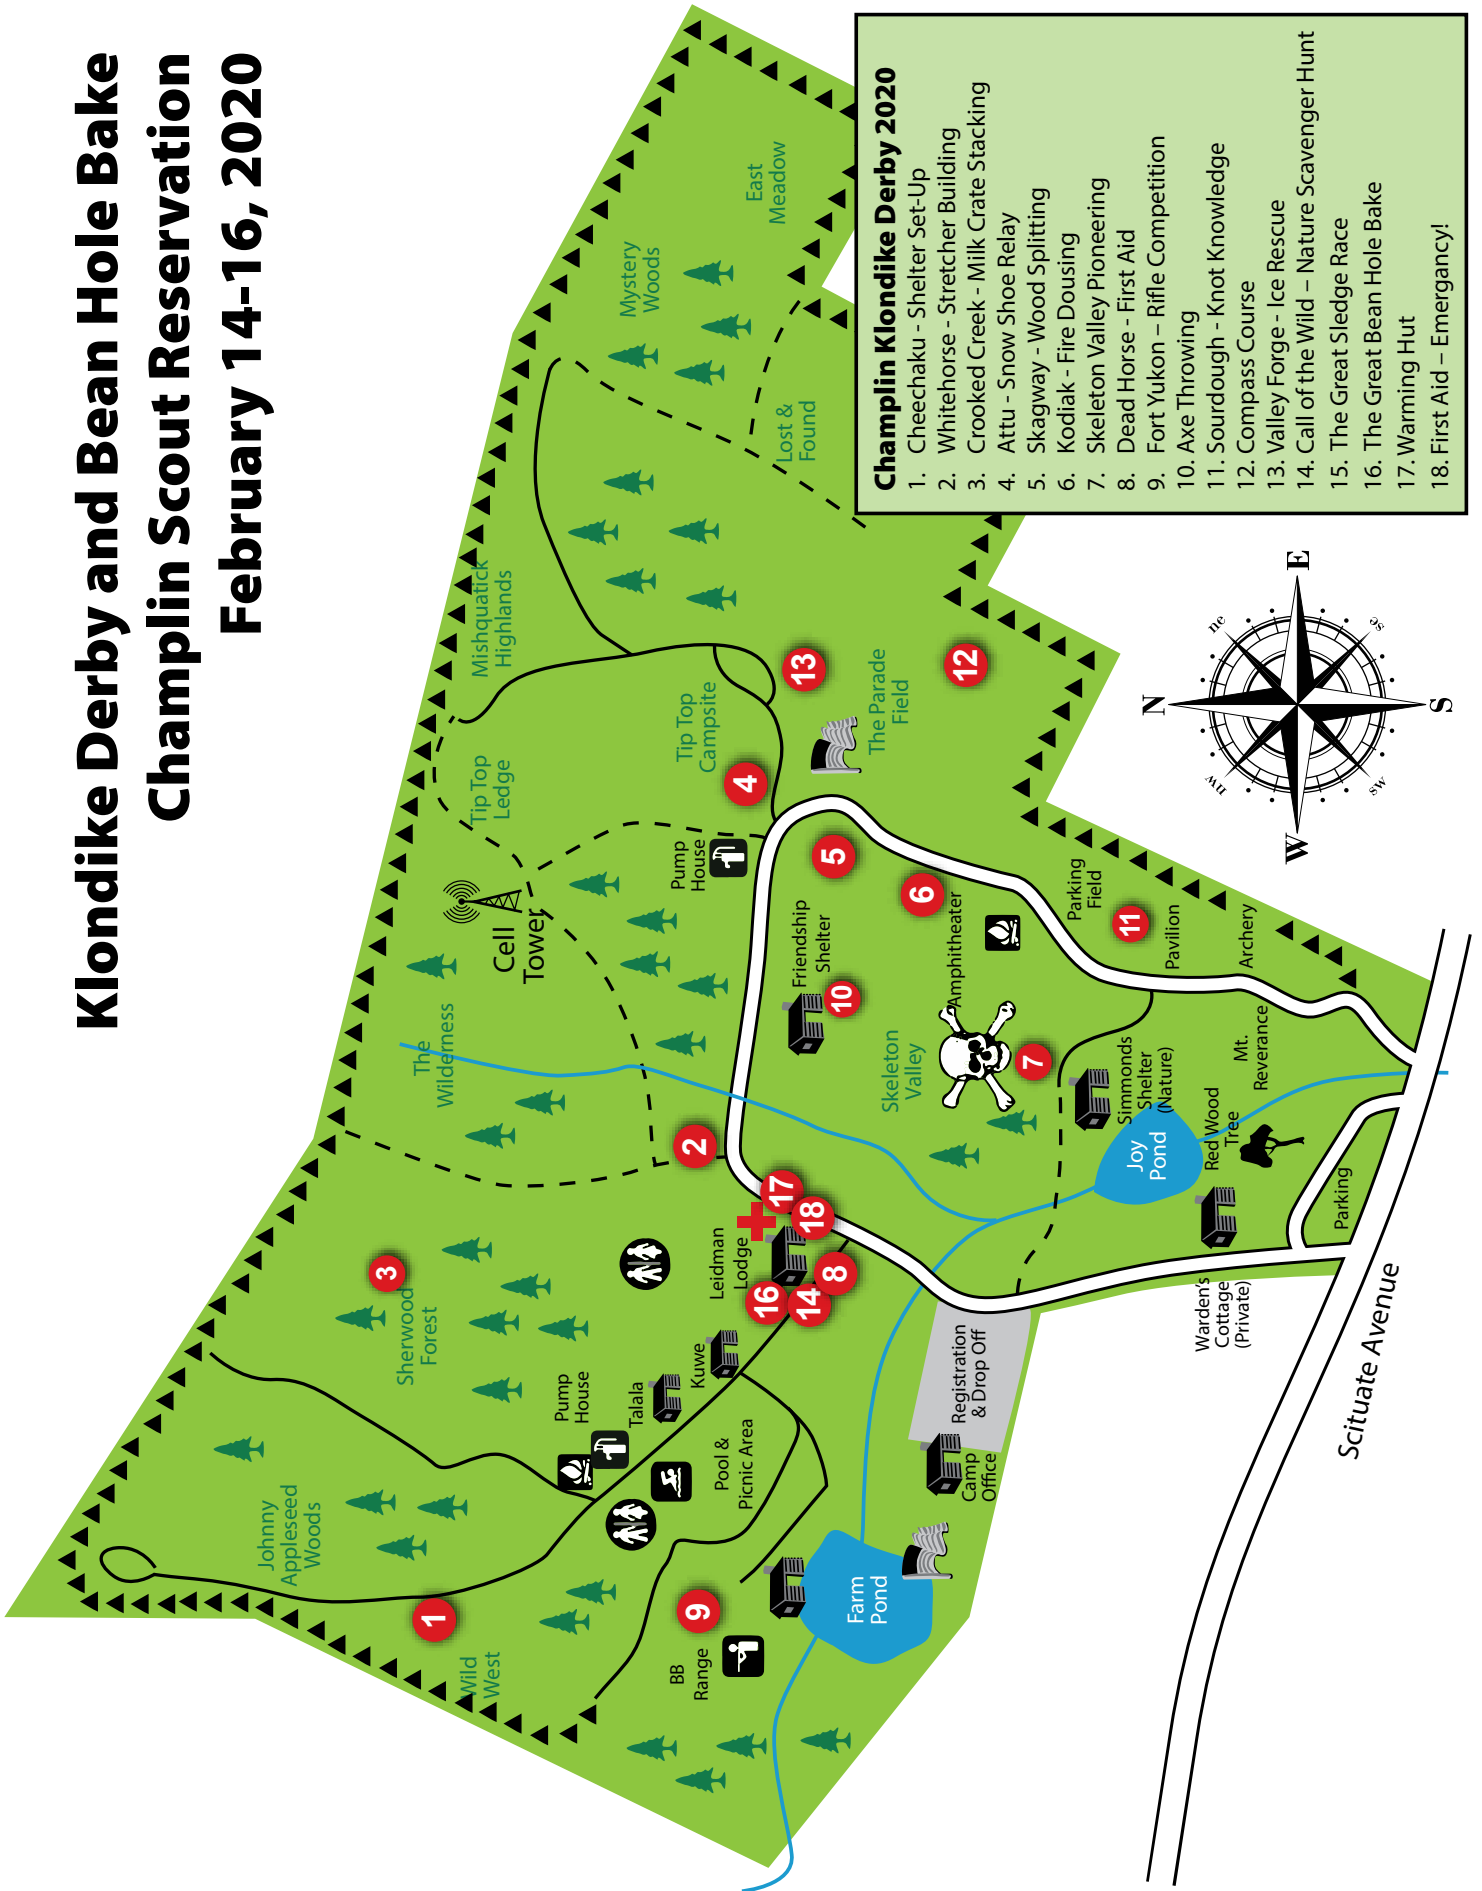 Klondike Derby and Bean Hole Bake
Champlin Scout Reservation
February 14-16, 2020
Champlin Klondike Derby 2020
1. Cheechaku - Shelter Set-Up
2. Whitehorse - Stretcher Building
3. Crooked Creek - Milk Crate Stacking
4. Attu - Snow Shoe Relay
5. Skagway - Wood Splitting
6. Kodiak - Fire Dousing
7. Skeleton Valley Pioneering
8. Dead Horse - First Aid
9. Fort Yukon – Rifle Competition
10. Axe Throwing
11. Sourdough - Knot Knowledge
12. Compass Course
13. Valley Forge - Ice Rescue
14. Call of the Wild – Nature Scavenger Hunt
15. The Great Sledge Race
16. The Great Bean Hole Bake
17. Warming Hut
18. First Aid – Emergancy!
Johnny
Appleseed
Woods
1
Wild
West
Sherwood
Forest
3
The
Wilderness
Cell
Tower
Tip Top
Ledge
Mishquatick
Highlands
Mystery
Woods
East
Meadow
Lost &
Found
Tip Top
Campsite
4
13
The Parade
Field
12
Pump
House
5
6
Friendship
Shelter
10
Amphitheater
Skeleton
Valley
7
2
17
18
Leidman
Lodge
16
14
8
Kuwe
Talala
Pump
House
Pool &
Picnic Area
9
BB
Range
Farm
Pond
Camp
Office
Registration
& Drop Off
Parking
Field
11
Pavilion
Archery
Simmonds
Shelter
(Nature)
Mt.
Reverance
Joy
Pond
Red Wood
Tree
Parking
Warden's
Cottage
(Private)
Scituate Avenue
N
ne
E
se
S
sw
W
nw